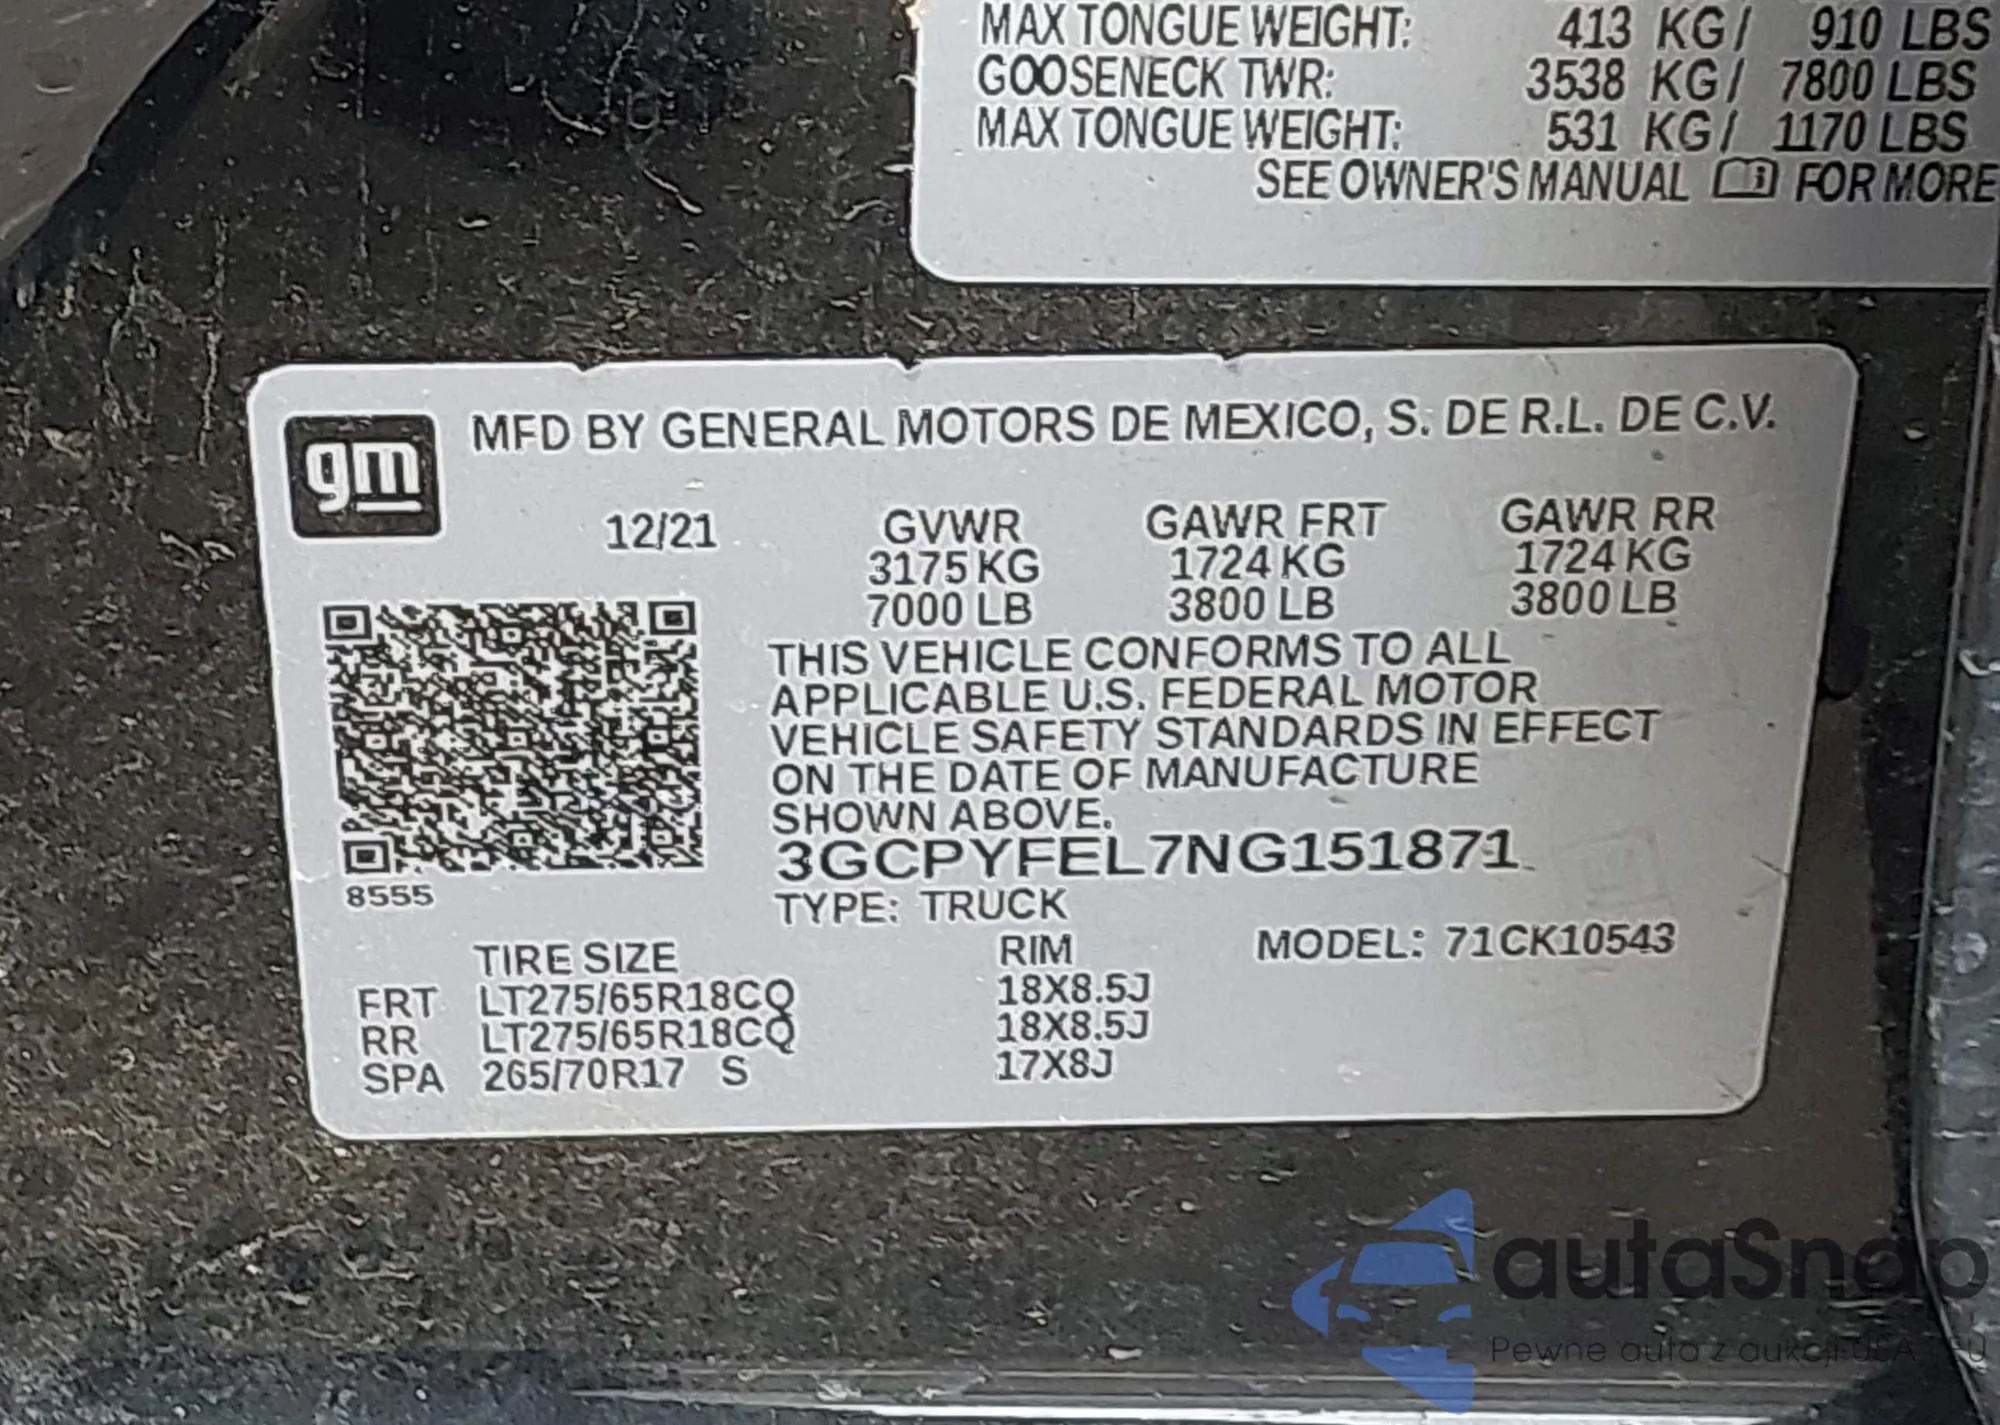 MAX TONGUE WEIGHT: 413 KG/ 910 LBS
GOOSENECK TWR: 3538 KG/ 7800 LBS
MAX TONGUE WEIGHT: 531 KG/ 1170 LBS
SEE OWNER'S MANUAL FOR MORE
gm
MFD BY GENERAL MOTORS DE MEXICO, S. DE R.L. DE C.V.
12/21 GVWR GAWR FRT GAWR RR
3175 KG 1724 KG 1724 KG
7000 LB 3800 LB 3800 LB
THIS VEHICLE CONFORMS TO ALL
APPLICABLE U.S. FEDERAL MOTOR
VEHICLE SAFETY STANDARDS IN EFFECT
ON THE DATE OF MANUFACTURE
SHOWN ABOVE.
3GCPYFEL7NG151871
8555
TYPE: TRUCK
TIRE SIZE RIM MODEL: 71CK10543
FRT LT275/65R18CQ 18X8.5J
RR LT275/65R18CQ 18X8.5J
SPA 265/70R17 S 17X8J
autaSnap
Pewne auta z aukcji USA EU